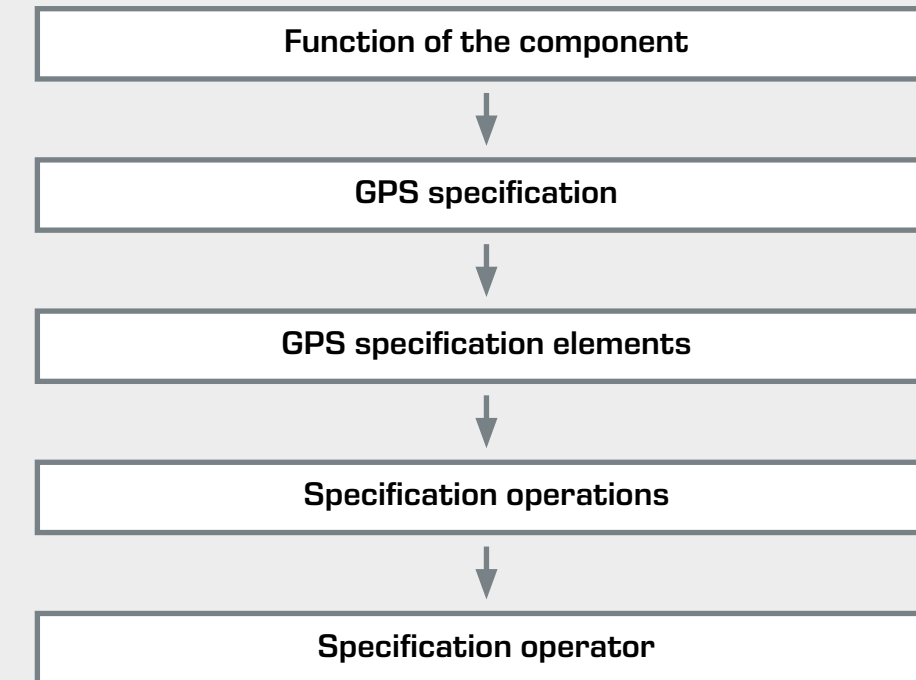 Function of the component
GPS specification
GPS specification elements
Specification operations
Specification operator